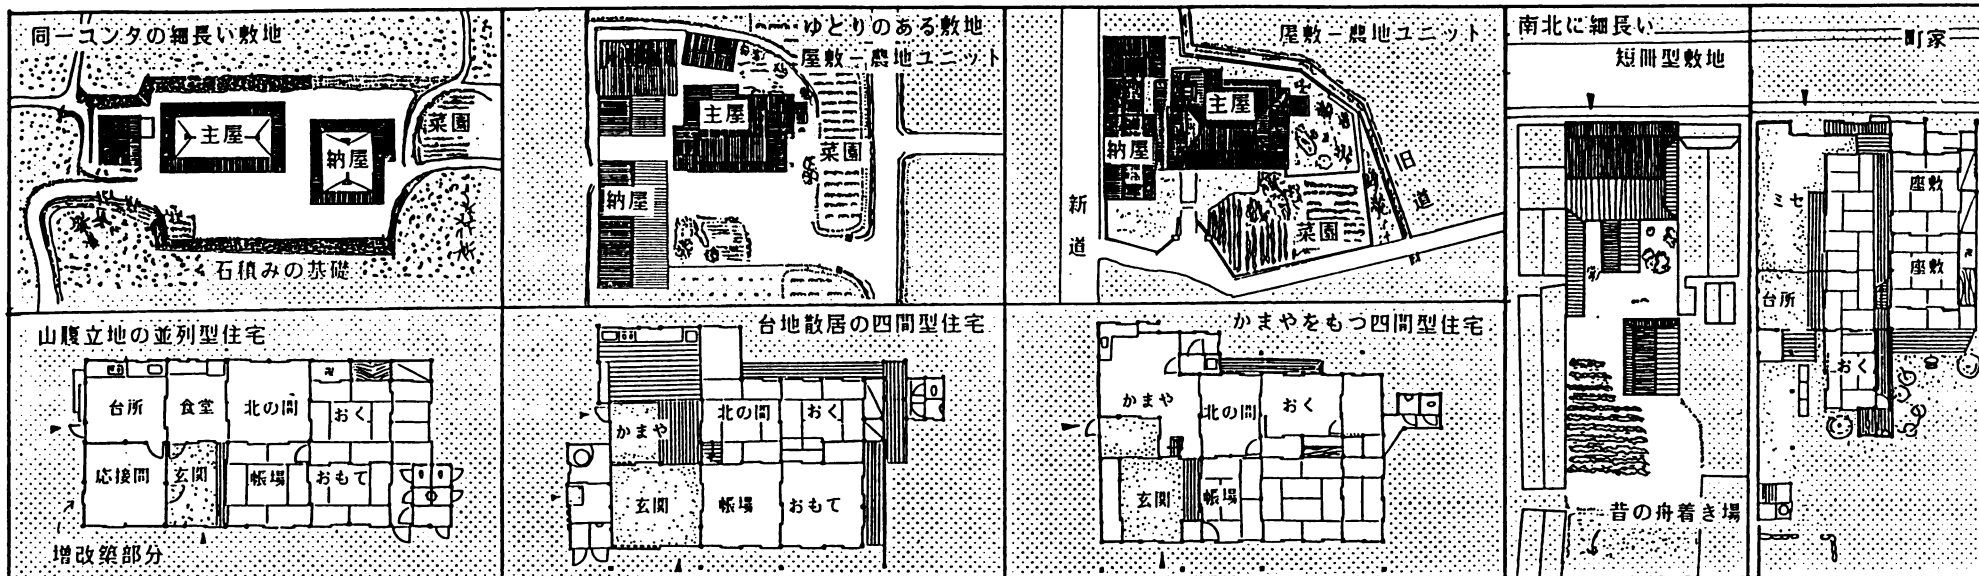 同一コンタの細長い敷地
主屋
納屋
菜園
石積みの基礎
ゆとりのある敷地
屋敷－農地ユニット
主屋
菜園
納屋
屋敷－農地ユニット
主屋
納屋
旧道
新道
菜園
南北に細長い
短冊型敷地
昔の舟着き場
町家
ミセ
座敷
座敷
台所
おく
山腹立地の並列型住宅
台所
食堂
北の間
おく
応接間
玄関
帳場
おもて
増改築部分
台地散居の四間型住宅
かまや
北の間
おく
玄関
帳場
おもて
かまやをもつ四間型住宅
かまや
北の間
おく
玄関
帳場